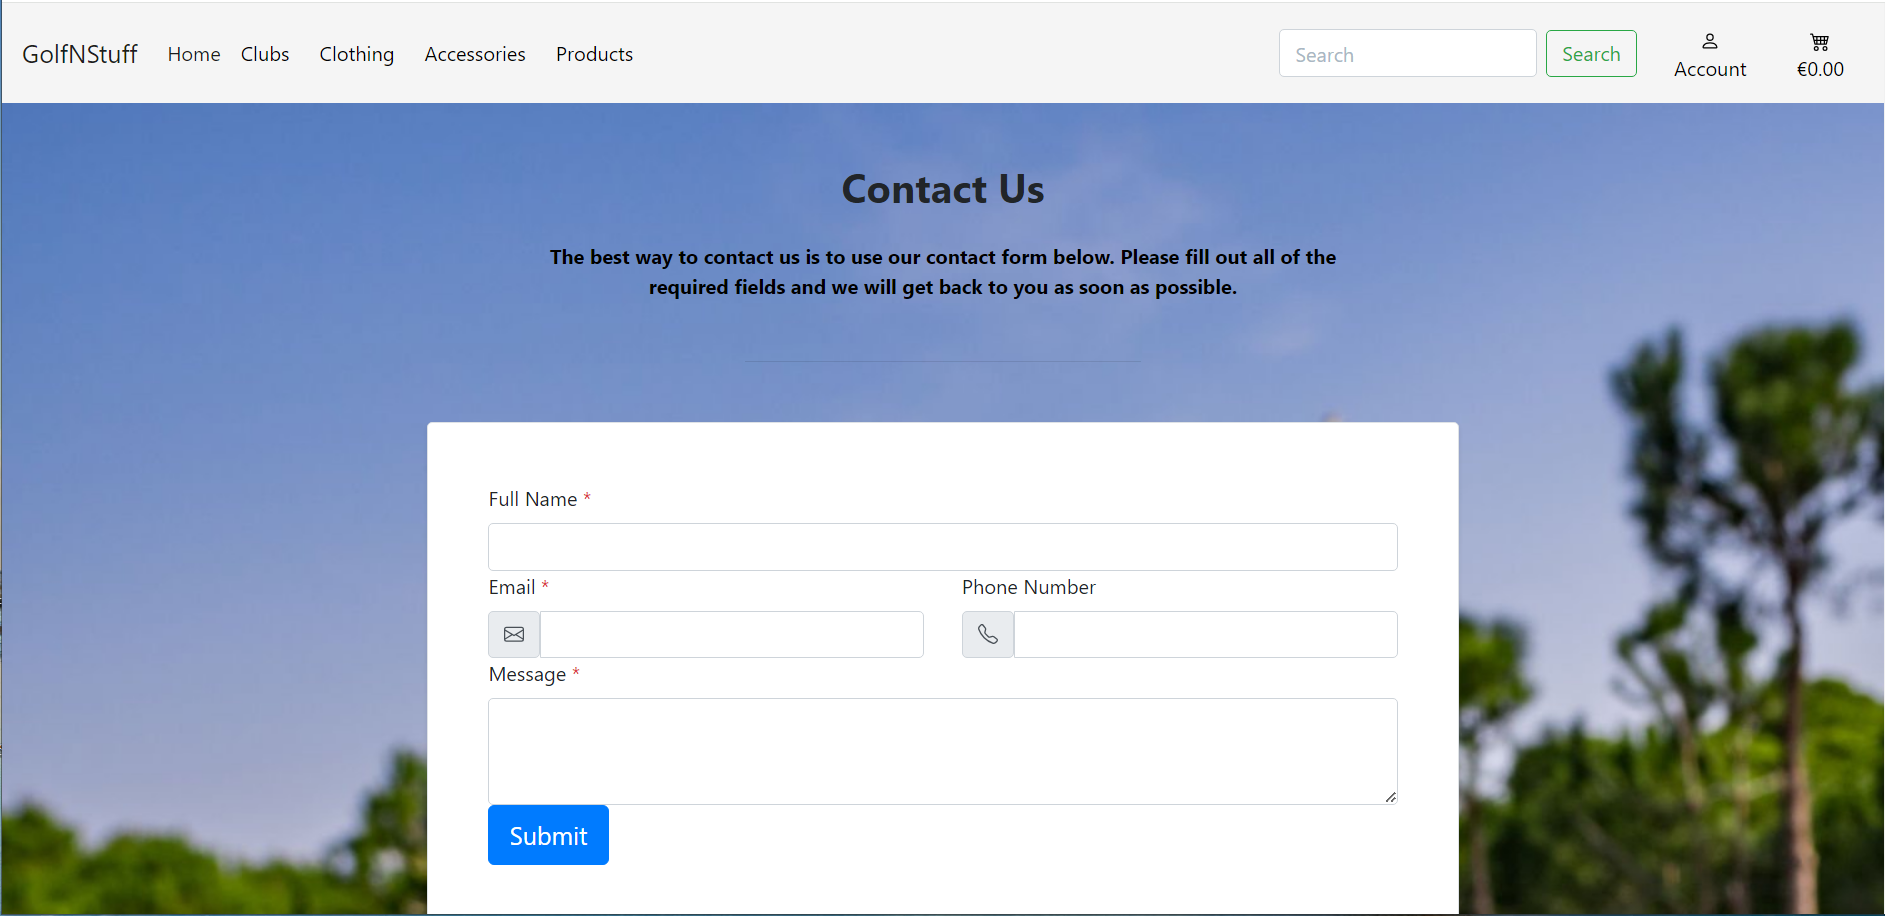 GolfNStuff Home Clubs Clothing Accessories Products Search Search Account €0.00
Contact Us
The best way to contact us is to use our contact form below. Please fill out all of the
required fields and we will get back to you as soon as possible.
Full Name *
Email * Phone Number
Message *
Submit